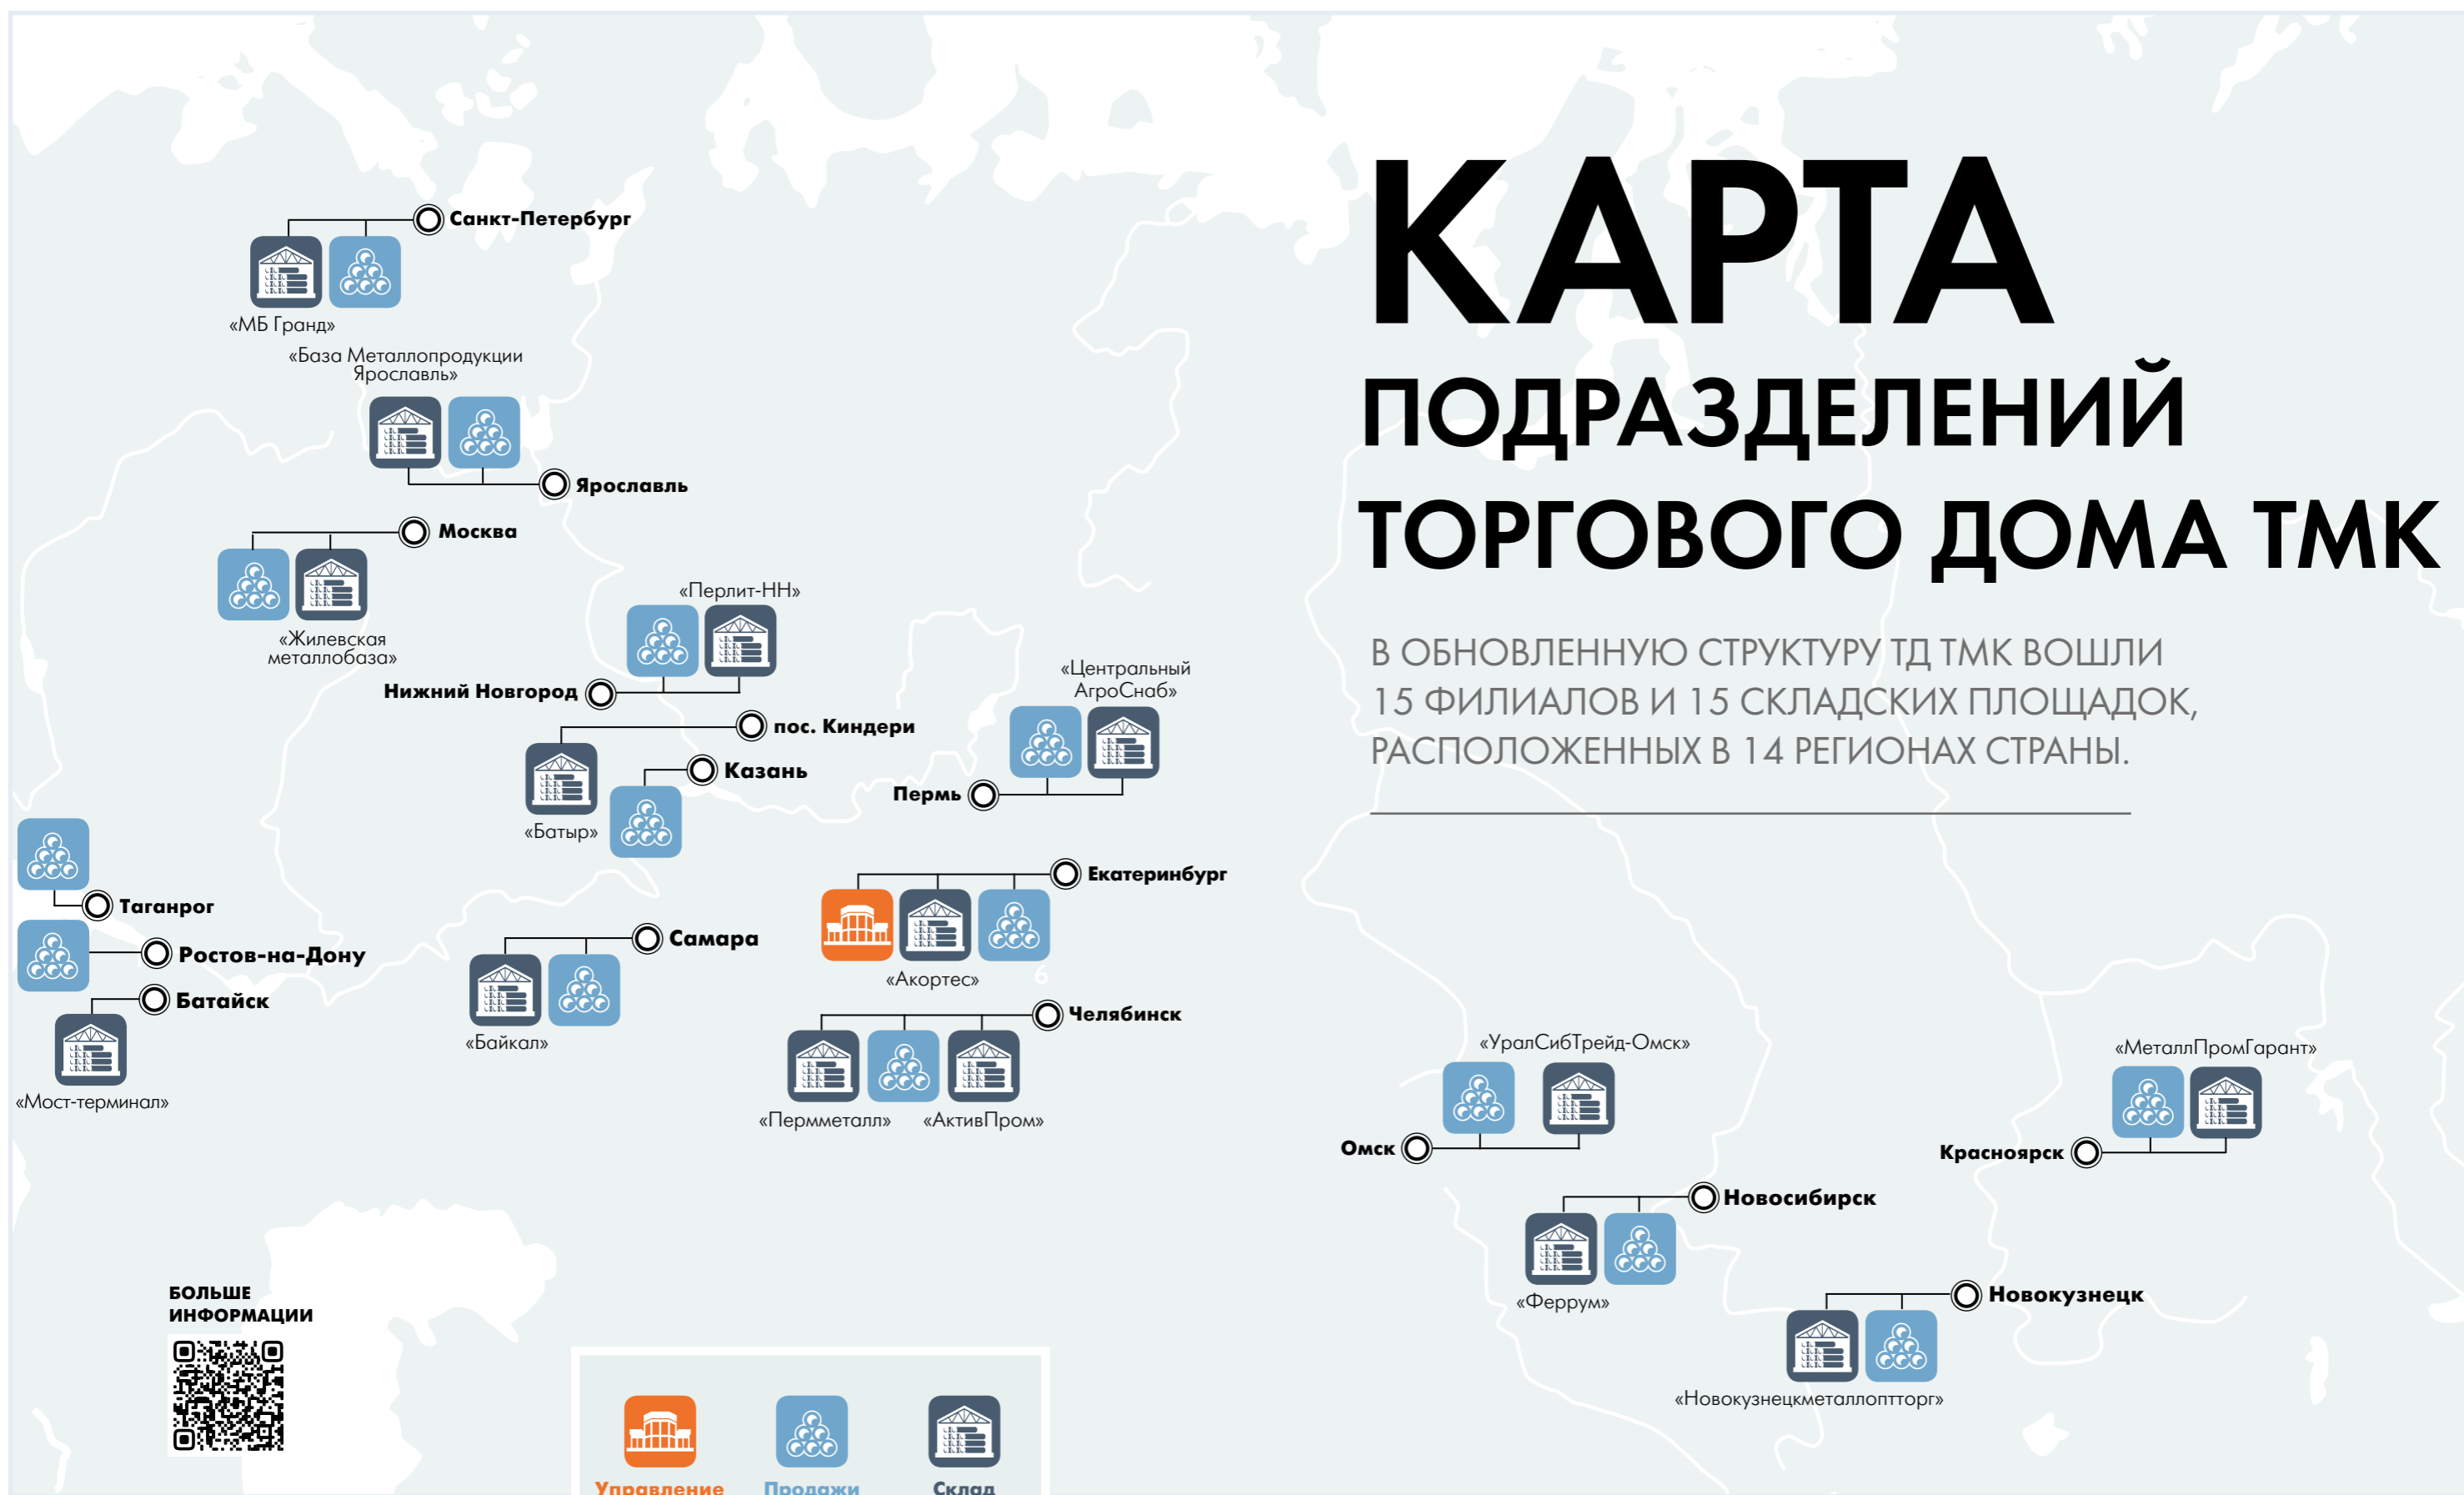 КАРТА
ПОДРАЗДЕЛЕНИЙ
ТОРГОВОГО ДОМА ТМК
В ОБНОВЛЕННУЮ СТРУКТУРУ ТД ТМК ВОШЛИ
15 ФИЛИАЛОВ И 15 СКЛАДСКИХ ПЛОЩАДОК,
РАСПОЛОЖЕННЫХ В 14 РЕГИОНАХ СТРАНЫ.
Санкт-Петербург
«МБ Гранд»
«База Металлопродукции
Ярославль»
Ярославль
Москва
«Жилевская
металлобаза»
«Перлит-НН»
Нижний Новгород
пос. Киндери
«Батыр»
Казань
«Центральный
АгроСнаб»
Пермь
Таганрог
Ростов-на-Дону
Батайск
«Мост-терминал»
Самара
«Байкал»
Екатеринбург
«Акортес»
6
Челябинск
«Пермметалл»
«АктивПром»
«УралСибТрейд-Омск»
Омск
«МеталлПромГарант»
Красноярск
Новосибирск
«Феррум»
Новокузнецк
«Новокузнецкметаллоптторг»
БОЛЬШЕ
ИНФОРМАЦИИ
Управление
Продажи
Склад